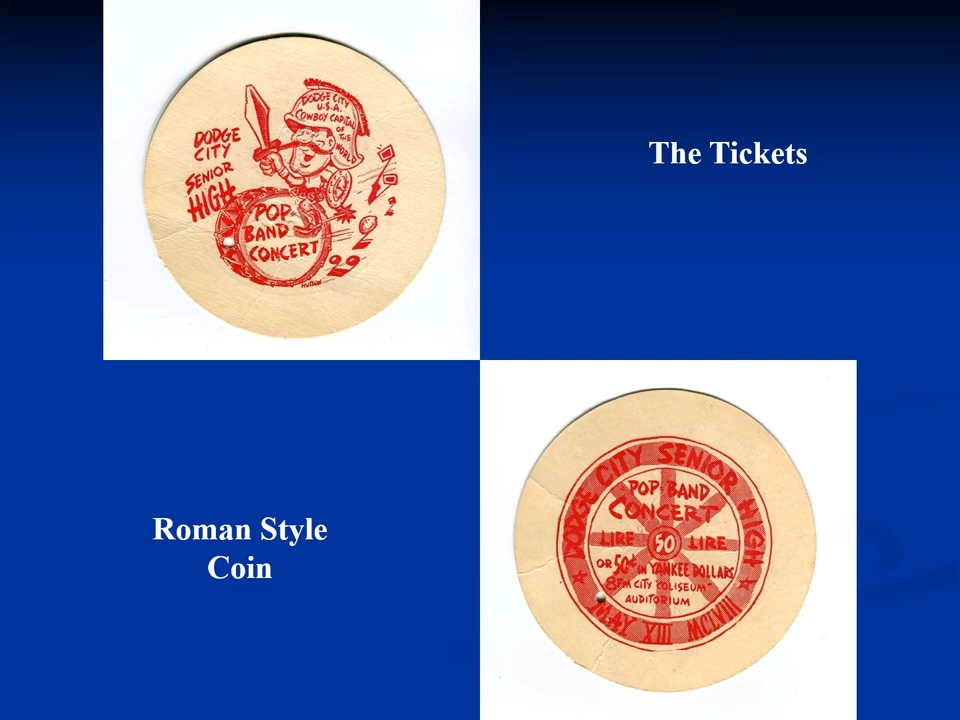 The Tickets
DODGE CITY
U.S.A.
COWBOY CAPITAL
OF THE
WORLD
DODGE
CITY
SENIOR
HIGH
POP
BAND
CONCERT
Roman Style
Coin
DODGE CITY SENIOR HIGH
POP BAND
CONCERT
LIRE 50 LIRE
OR 50¢ IN YANKEE DOLLARS
8PM CITY "COLISEUM"
AUDITORIUM
MAY XIII MCLVIII